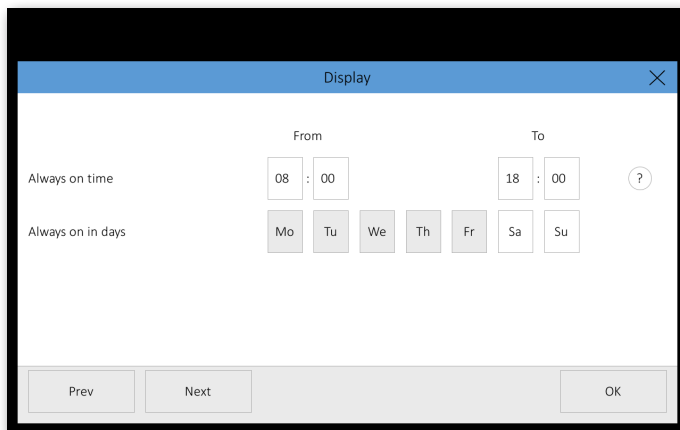 Display
From To
Always on time 08 : 00 18 : 00 ?
Always on in days Mo Tu We Th Fr Sa Su
Prev Next OK